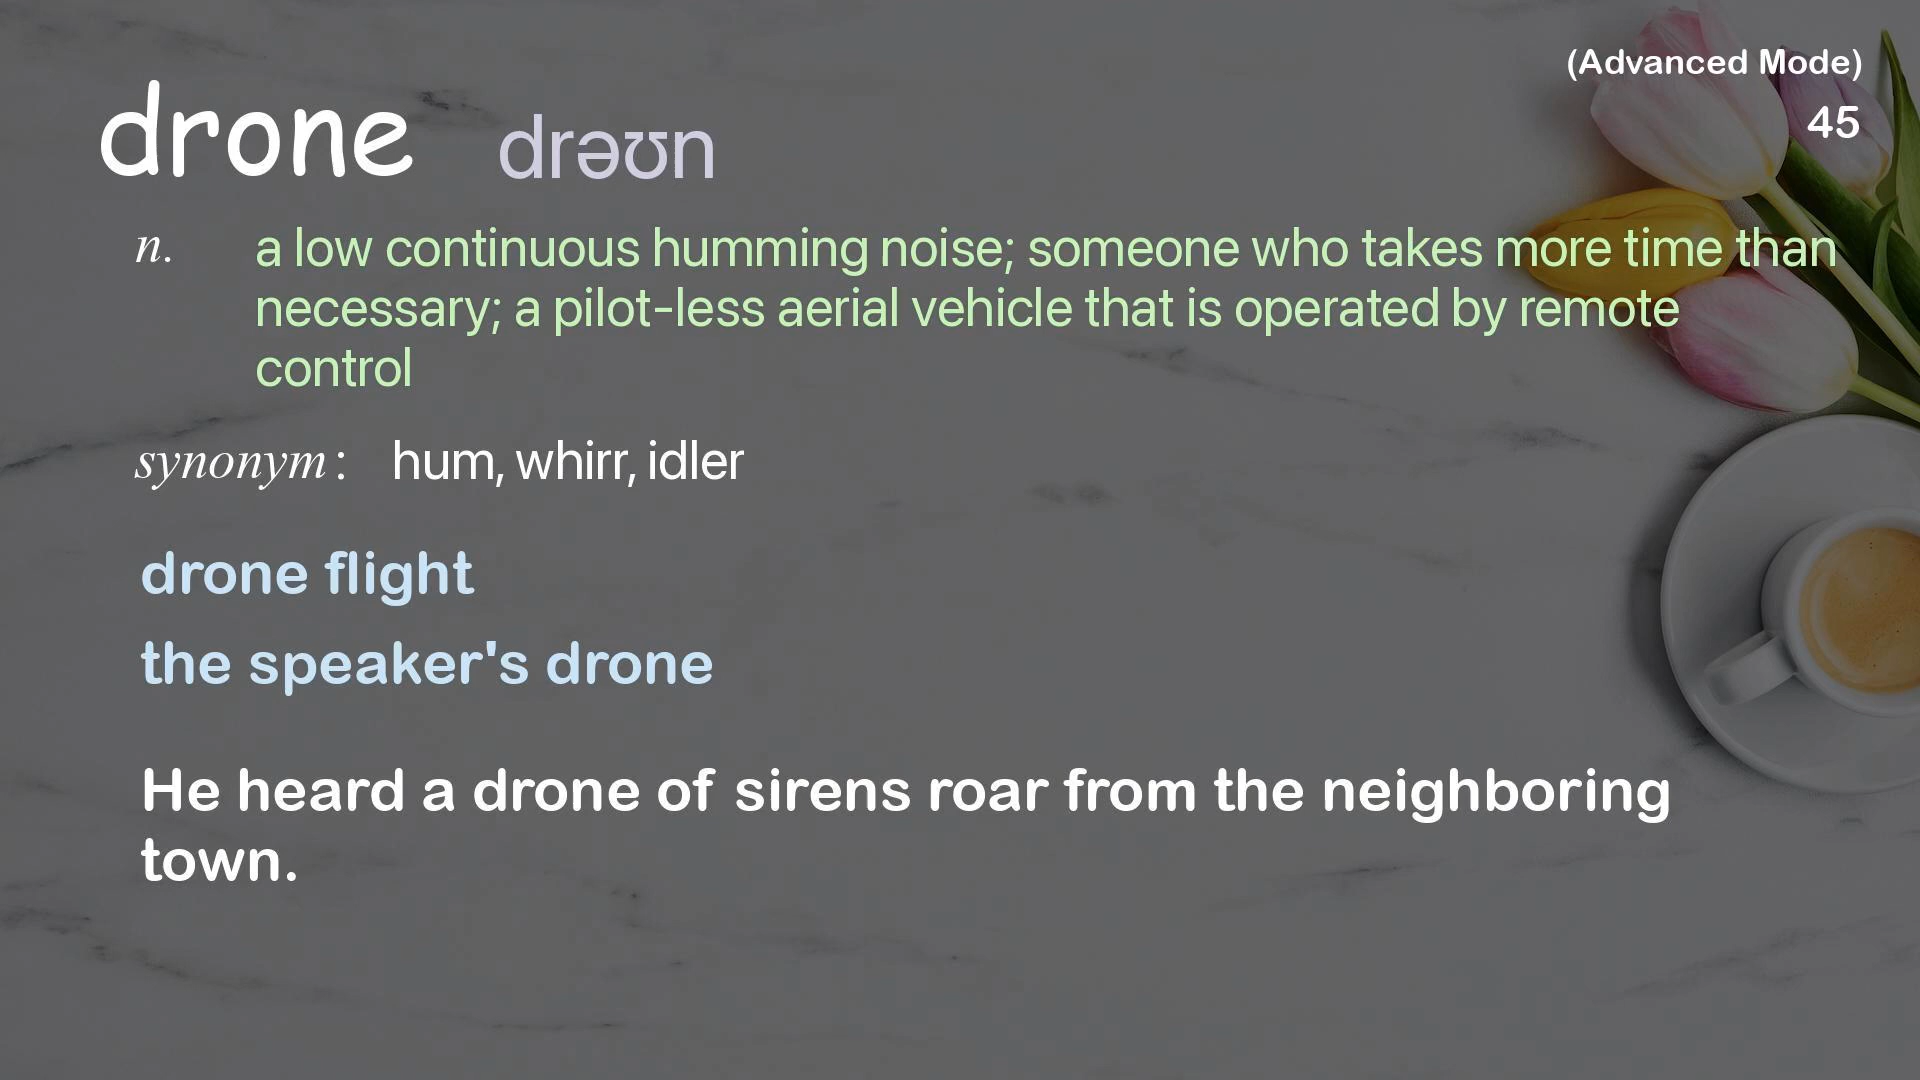 (Advanced Mode)
45
drone drəʊn
n. a low continuous humming noise; someone who takes more time than
necessary; a pilot-less aerial vehicle that is operated by remote
control
synonym: hum, whirr, idler
drone flight
the speaker's drone
He heard a drone of sirens roar from the neighboring
town.